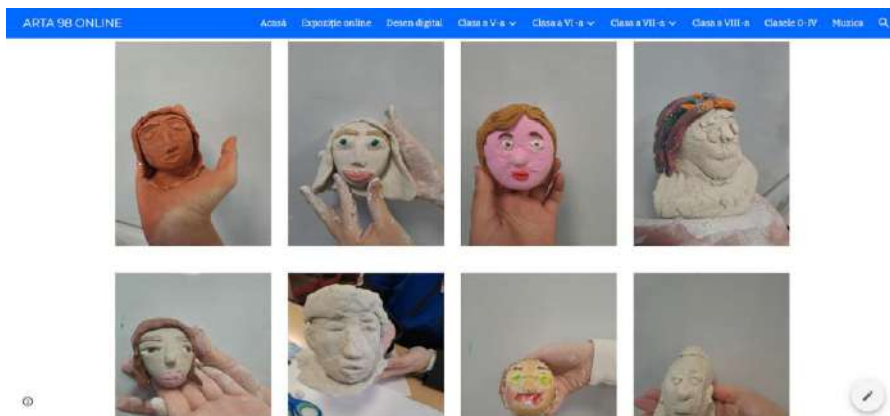 ARTA 98 ONLINE Acasă Expoziție online Desen digital Clasa a V-a Clasa a VI-a Clasa a VII-a Clasa a VIII-a Clasele 0-IV Muzica